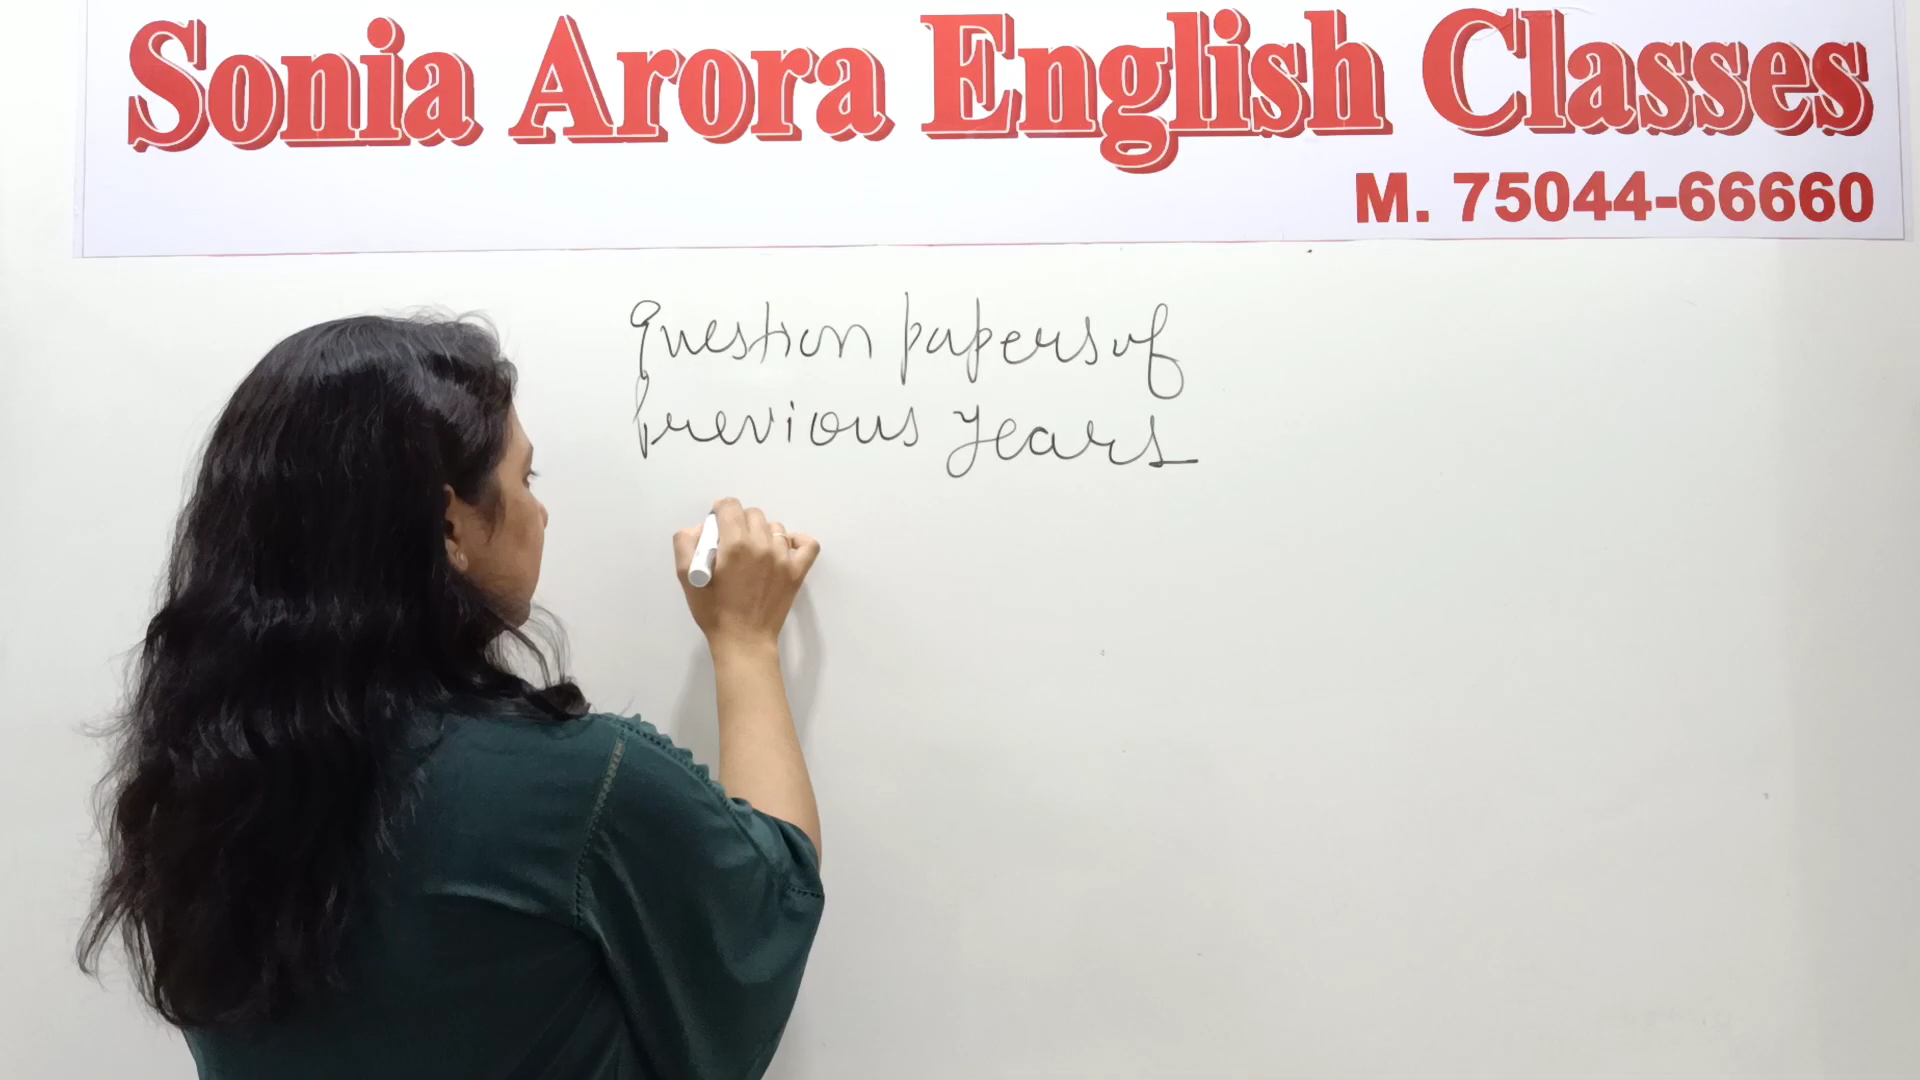 Sonia Arora English Classes
M. 75044-66660
Question papers of
Previous years